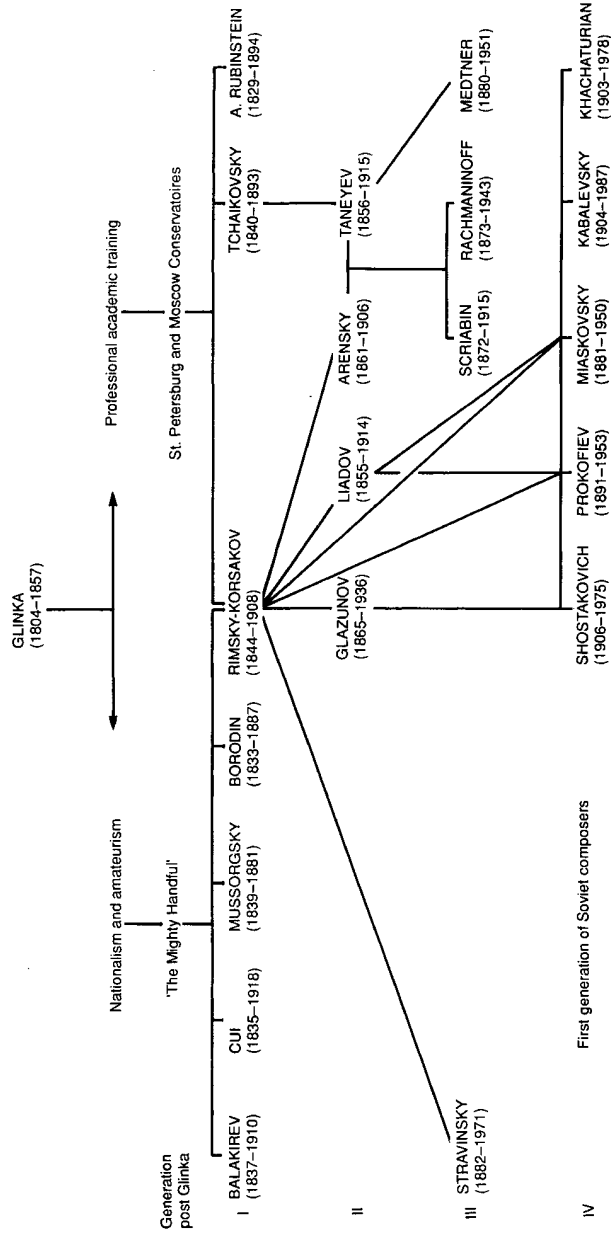 GLINKA
(1804–1857)
Nationalism and amateurism
Professional academic training
Generation
post Glinka
'The Mighty Handful'
St. Petersburg and Moscow Conservatoires
I
BALAKIREV
(1837–1910)
CUI
(1835–1918)
MUSSORGSKY
(1839–1881)
BORODIN
(1833–1887)
RIMSKY-KORSAKOV
(1844–1908)
TCHAIKOVSKY
(1840–1893)
A. RUBINSTEIN
(1829–1894)
II
GLAZUNOV
(1865–1936)
LIADOV
(1855–1914)
ARENSKY
(1861–1906)
TANEYEV
(1856–1915)
III
STRAVINSKY
(1882–1971)
SCRIABIN
(1872–1915)
RACHMANINOFF
(1873–1943)
MEDTNER
(1880–1951)
IV
First generation of Soviet composers
SHOSTAKOVICH
(1906–1975)
PROKOFIEV
(1891–1953)
MIASKOVSKY
(1881–1950)
KABALEVSKY
(1904–1987)
KHACHATURIAN
(1903–1978)